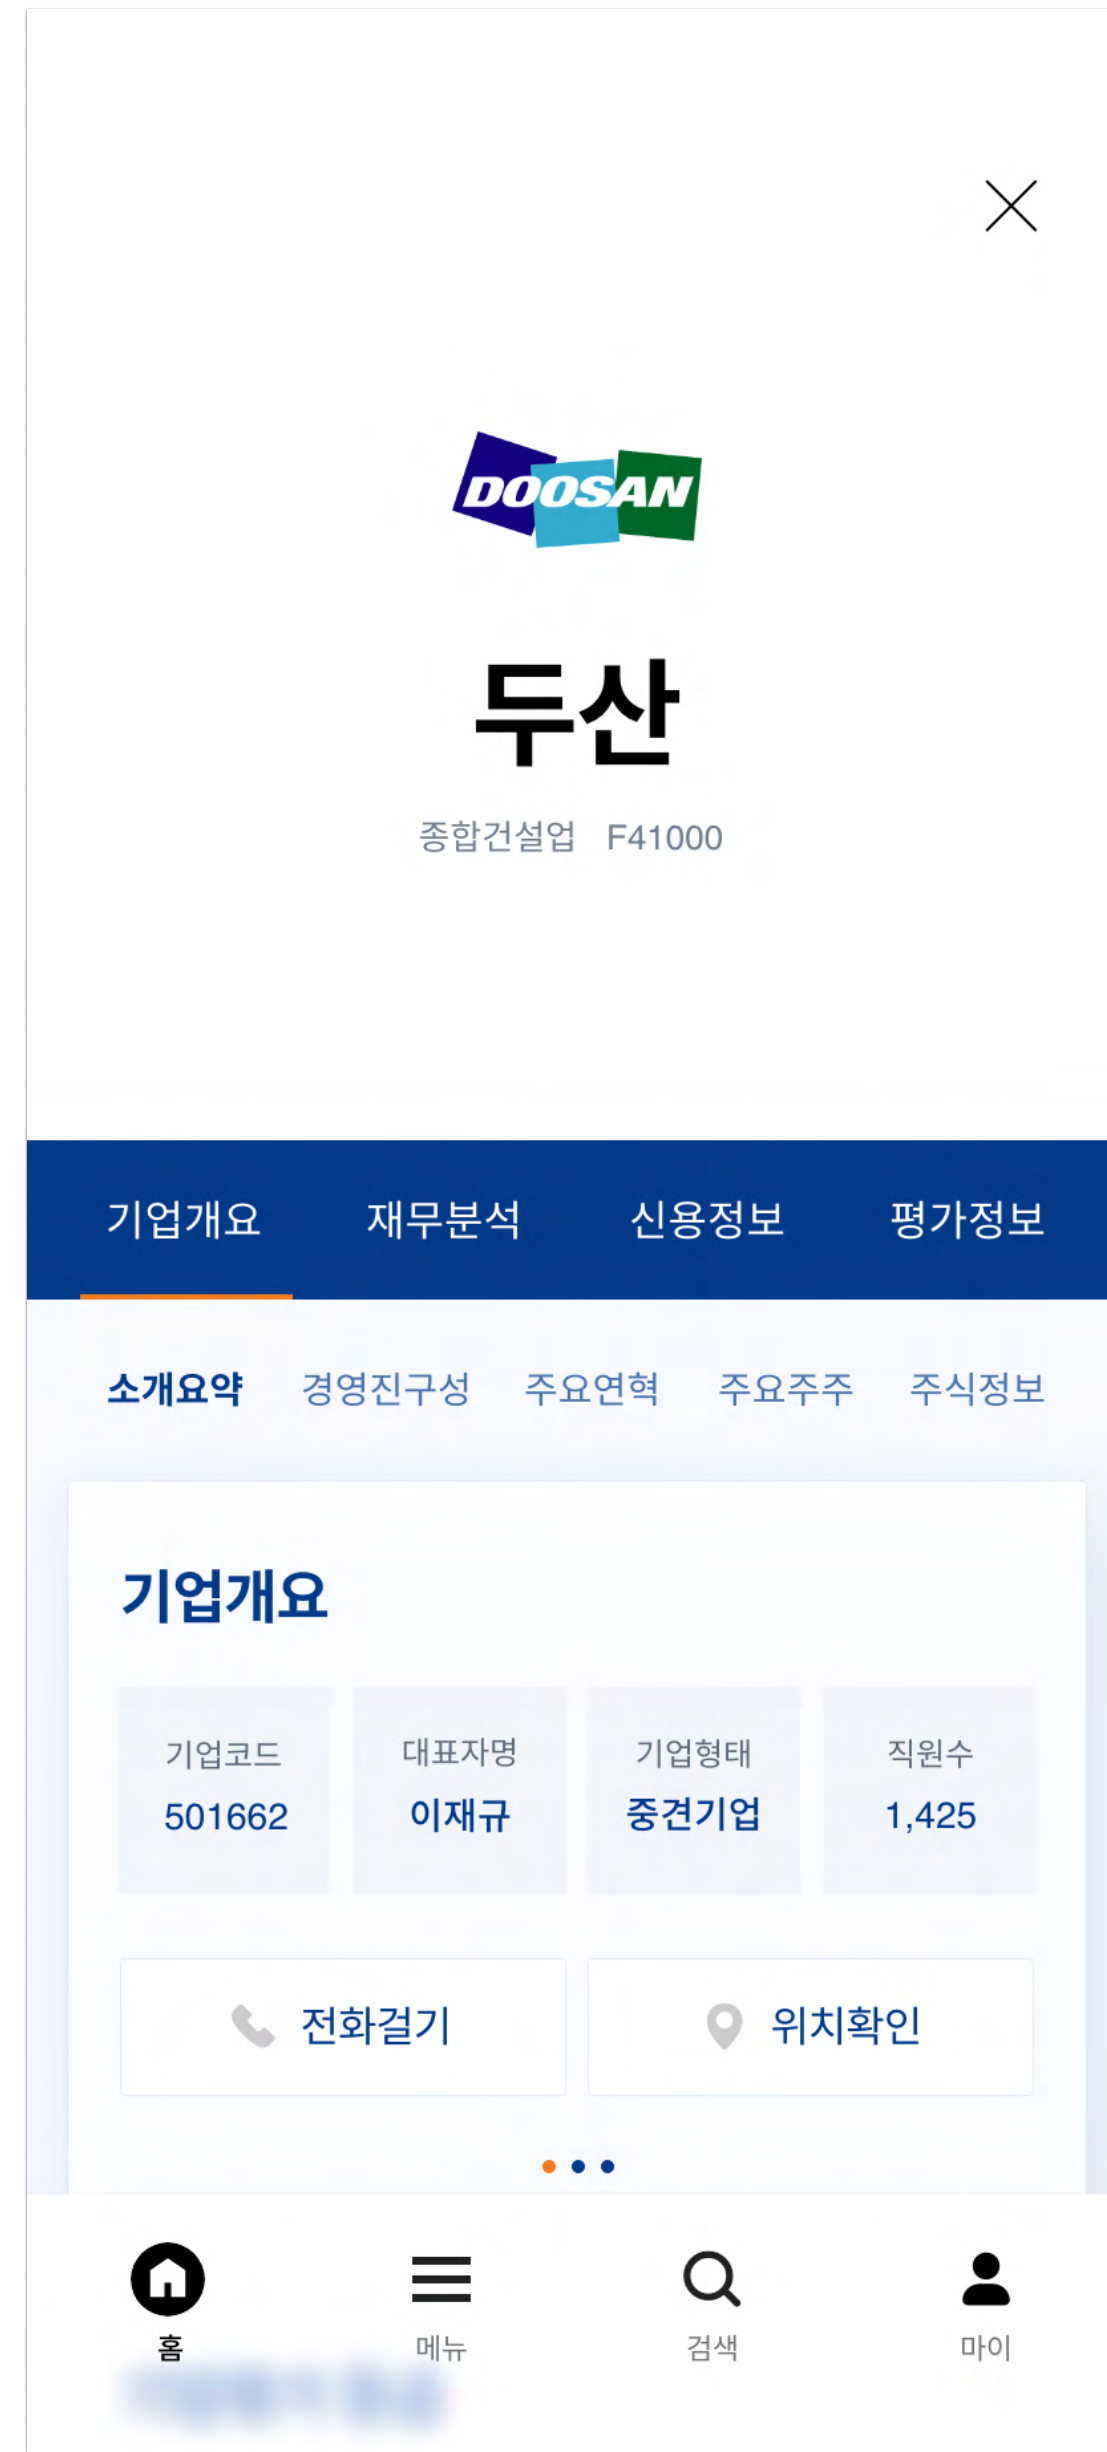 DOOSAN
두산
종합건설업 F41000
기업개요 재무분석 신용정보 평가정보
소개요약 경영진구성 주요연혁 주요주주 주식정보
기업개요
기업코드 대표자명 기업형태 직원수
501662 이재규 중견기업 1,425
전화걸기 위치확인
홈 메뉴 검색 마이